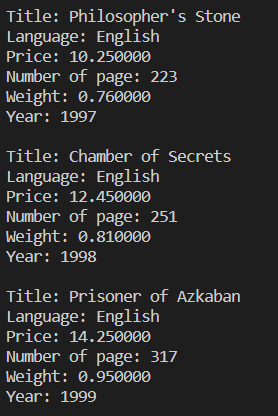 Title: Philosopher's Stone
Language: English
Price: 10.250000
Number of page: 223
Weight: 0.760000
Year: 1997
Title: Chamber of Secrets
Language: English
Price: 12.450000
Number of page: 251
Weight: 0.810000
Year: 1998
Title: Prisoner of Azkaban
Language: English
Price: 14.250000
Number of page: 317
Weight: 0.950000
Year: 1999